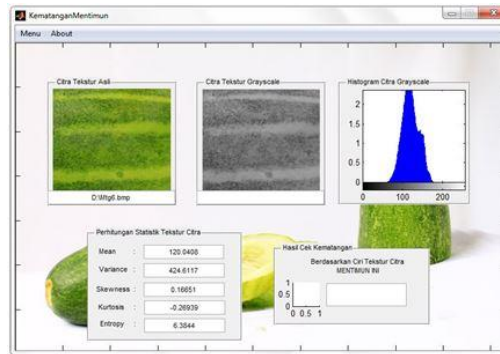 KematanganMentimun
Menu About
Citra Tekstur Asli
Citra Tekstur Grayscale
Histogram Citra Grayscale
2
1.5
1
0.5
0
0 100 200
D:\Mtg6.bmp
Perhitungan Statistik Tekstur Citra
Mean : 120.0408
Variance : 424.6117
Skewness : 0.16651
Kurtosis : -0.26939
Entropy : 6.3844
Hasil Cek Kematangan
Berdasarkan Ciri Tekstur Citra
MENTIMUN INI
1
0.5
0
0 0.5 1